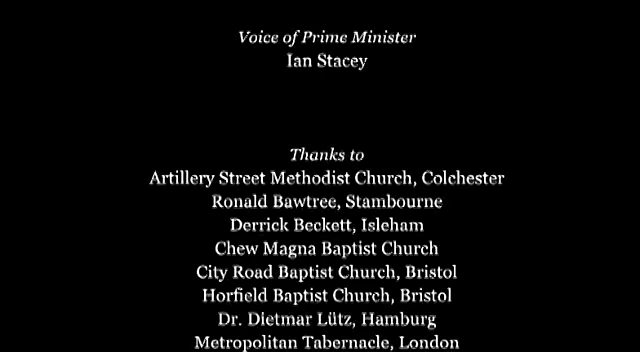 Voice of Prime Minister
Ian Stacey
Thanks to
Artillery Street Methodist Church, Colchester
Ronald Bawtree, Stambourne
Derrick Beckett, Isleham
Chew Magna Baptist Church
City Road Baptist Church, Bristol
Horfield Baptist Church, Bristol
Dr. Dietmar Lütz, Hamburg
Metropolitan Tabernacle, London